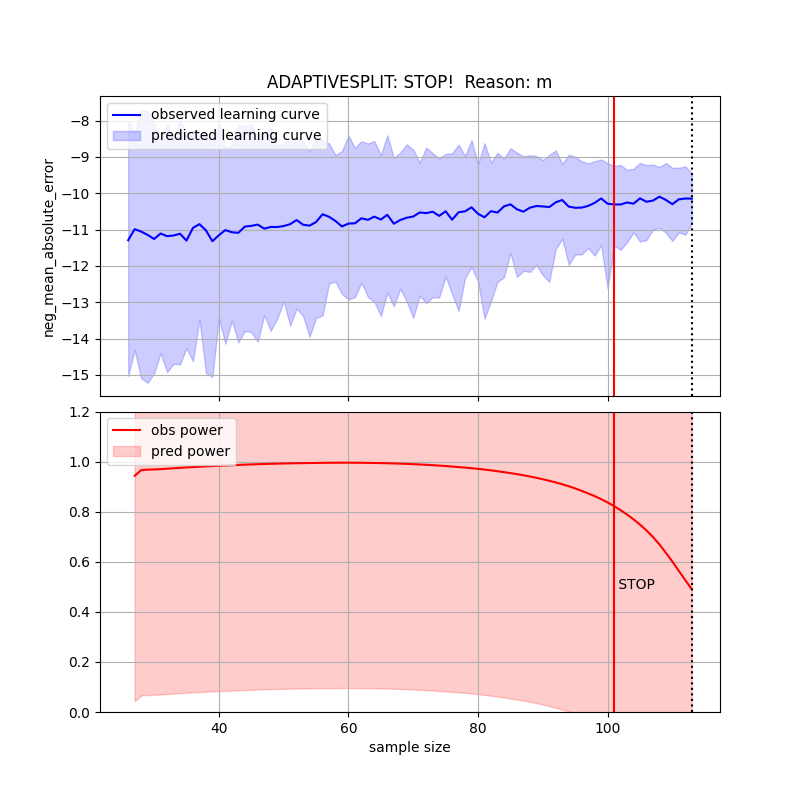 ADAPTIVESPLIT: STOP!  Reason: m
observed learning curve
predicted learning curve
neg_mean_absolute_error
−8
−9
−10
−11
−12
−13
−14
−15
obs power
pred power
1.2
1.0
0.8
0.6
0.4
0.2
0.0
STOP
40
60
80
100
sample size